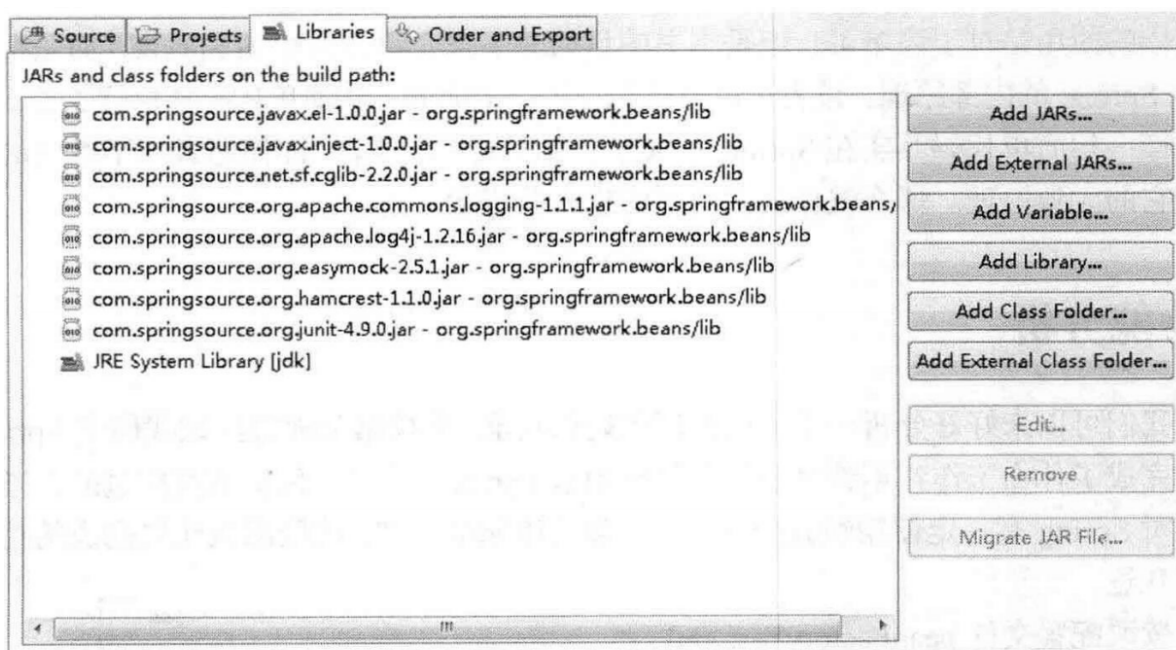 Source
Projects
Libraries
Order and Export
JARs and class folders on the build path:
com.springsource.javax.el-1.0.0.jar - org.springframework.beans/lib
com.springsource.javax.inject-1.0.0.jar - org.springframework.beans/lib
com.springsource.net.sf.cglib-2.2.0.jar - org.springframework.beans/lib
com.springsource.org.apache.commons.logging-1.1.1.jar - org.springframework.beans/
com.springsource.org.apache.log4j-1.2.16.jar - org.springframework.beans/lib
com.springsource.org.easymock-2.5.1.jar - org.springframework.beans/lib
com.springsource.org.hamcrest-1.1.0.jar - org.springframework.beans/lib
com.springsource.org.junit-4.9.0.jar - org.springframework.beans/lib
JRE System Library [jdk]
Add JARs...
Add External JARs...
Add Variable...
Add Library...
Add Class Folder...
Add External Class Folder...
Edit...
Remove
Migrate JAR File...